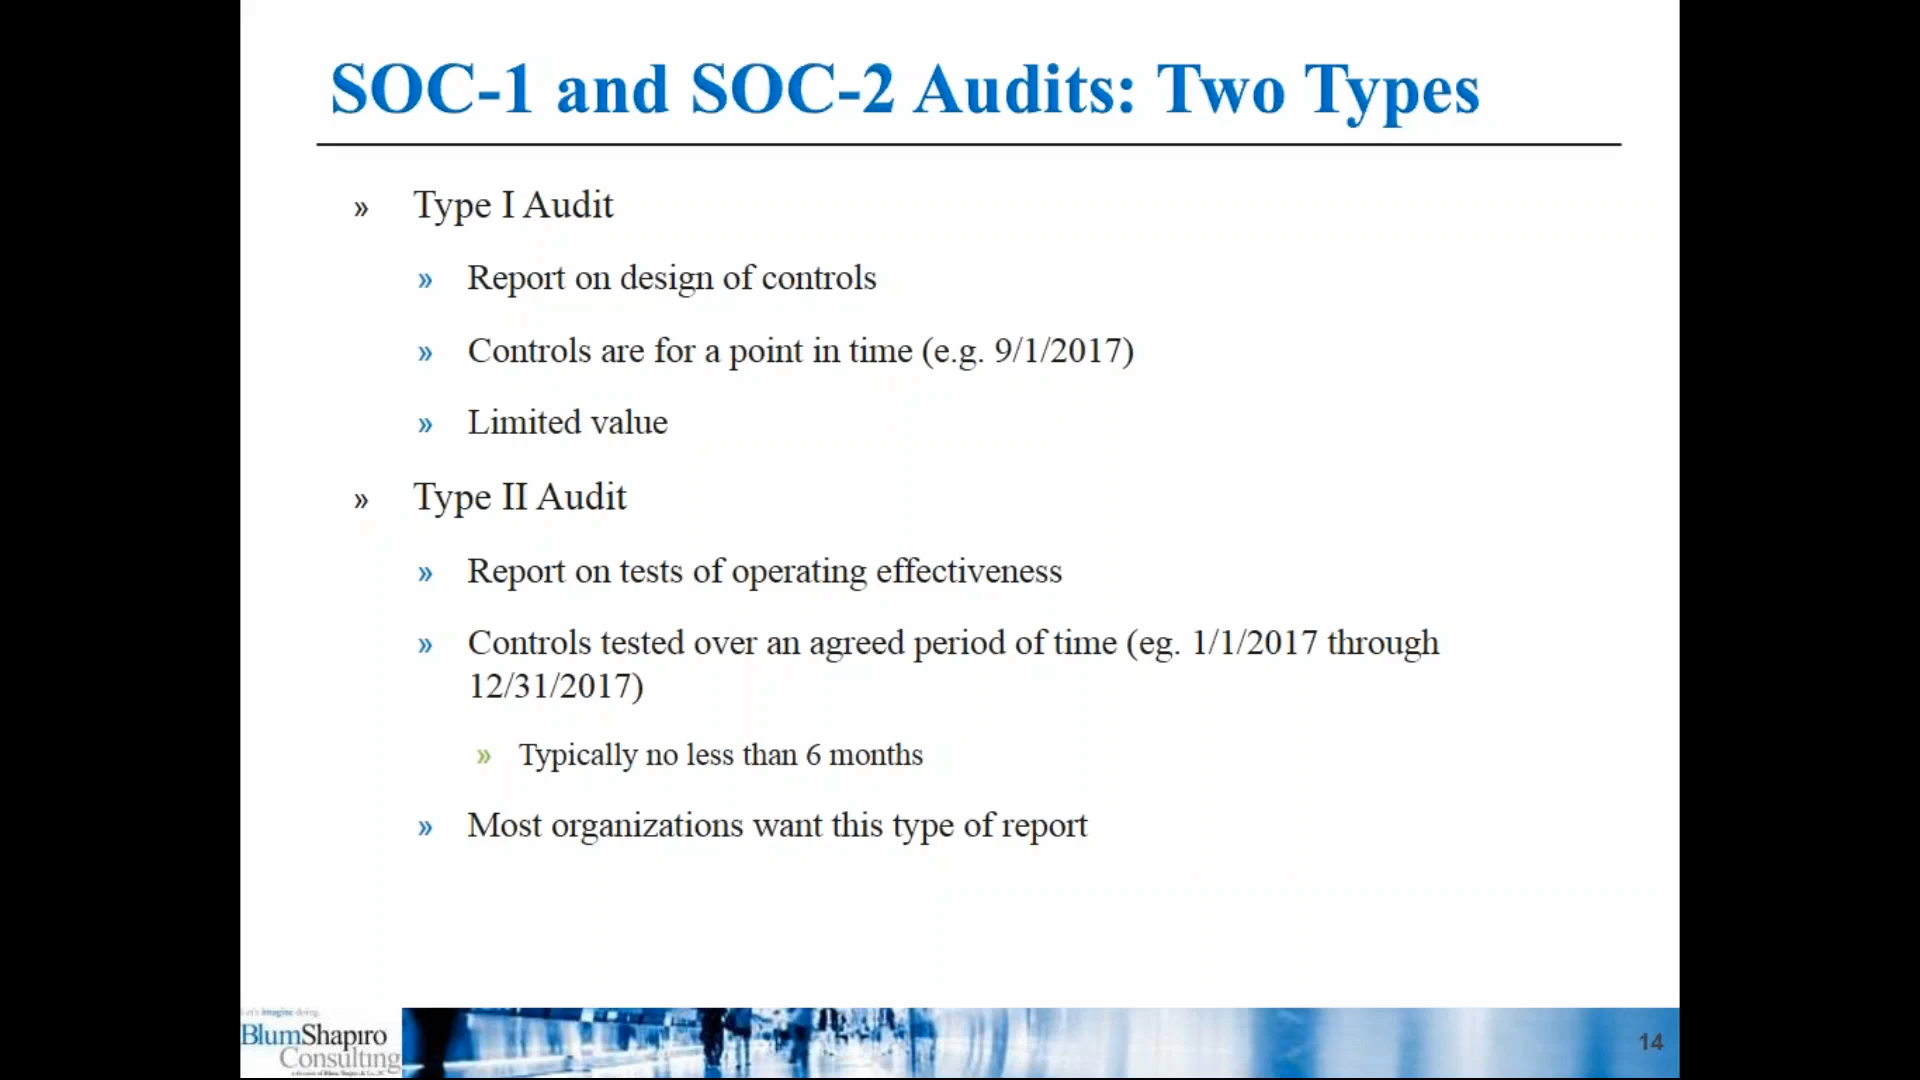 SOC-1 and SOC-2 Audits: Two Types
» Type I Audit
» Report on design of controls
» Controls are for a point in time (e.g. 9/1/2017)
» Limited value
» Type II Audit
» Report on tests of operating effectiveness
» Controls tested over an agreed period of time (eg. 1/1/2017 through
12/31/2017)
» Typically no less than 6 months
» Most organizations want this type of report
Let's imagine doing.
BlumShapiro
Consulting
14